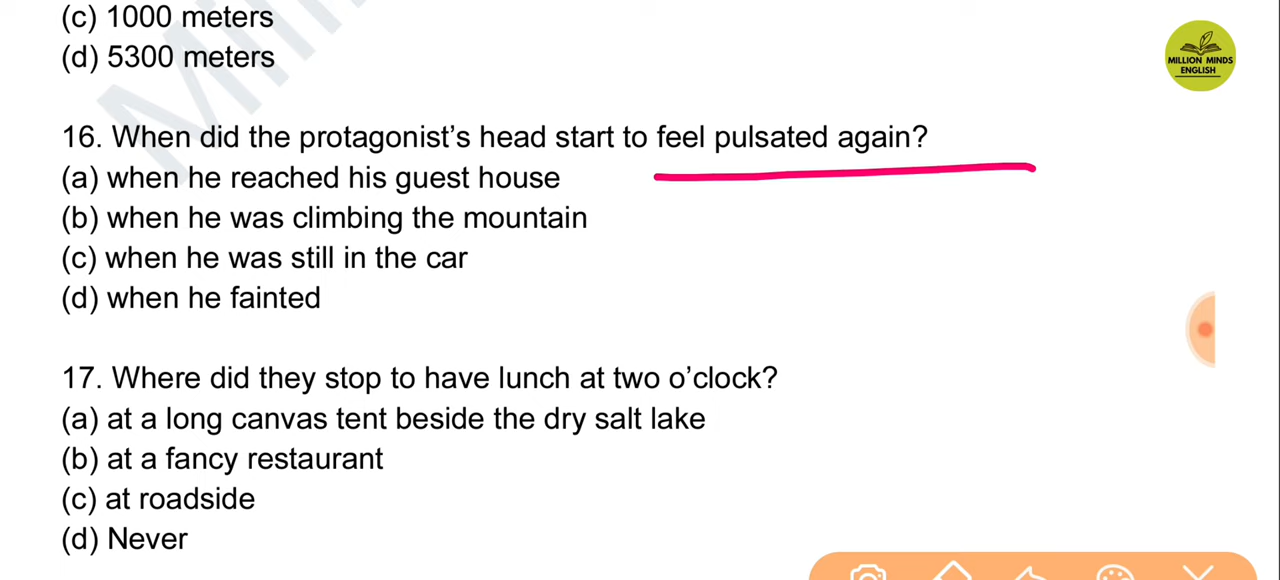 (c) 1000 meters
(d) 5300 meters
MILLION MINDS
ENGLISH
16. When did the protagonist’s head start to feel pulsated again?
(a) when he reached his guest house
(b) when he was climbing the mountain
(c) when he was still in the car
(d) when he fainted
17. Where did they stop to have lunch at two o’clock?
(a) at a long canvas tent beside the dry salt lake
(b) at a fancy restaurant
(c) at roadside
(d) Never